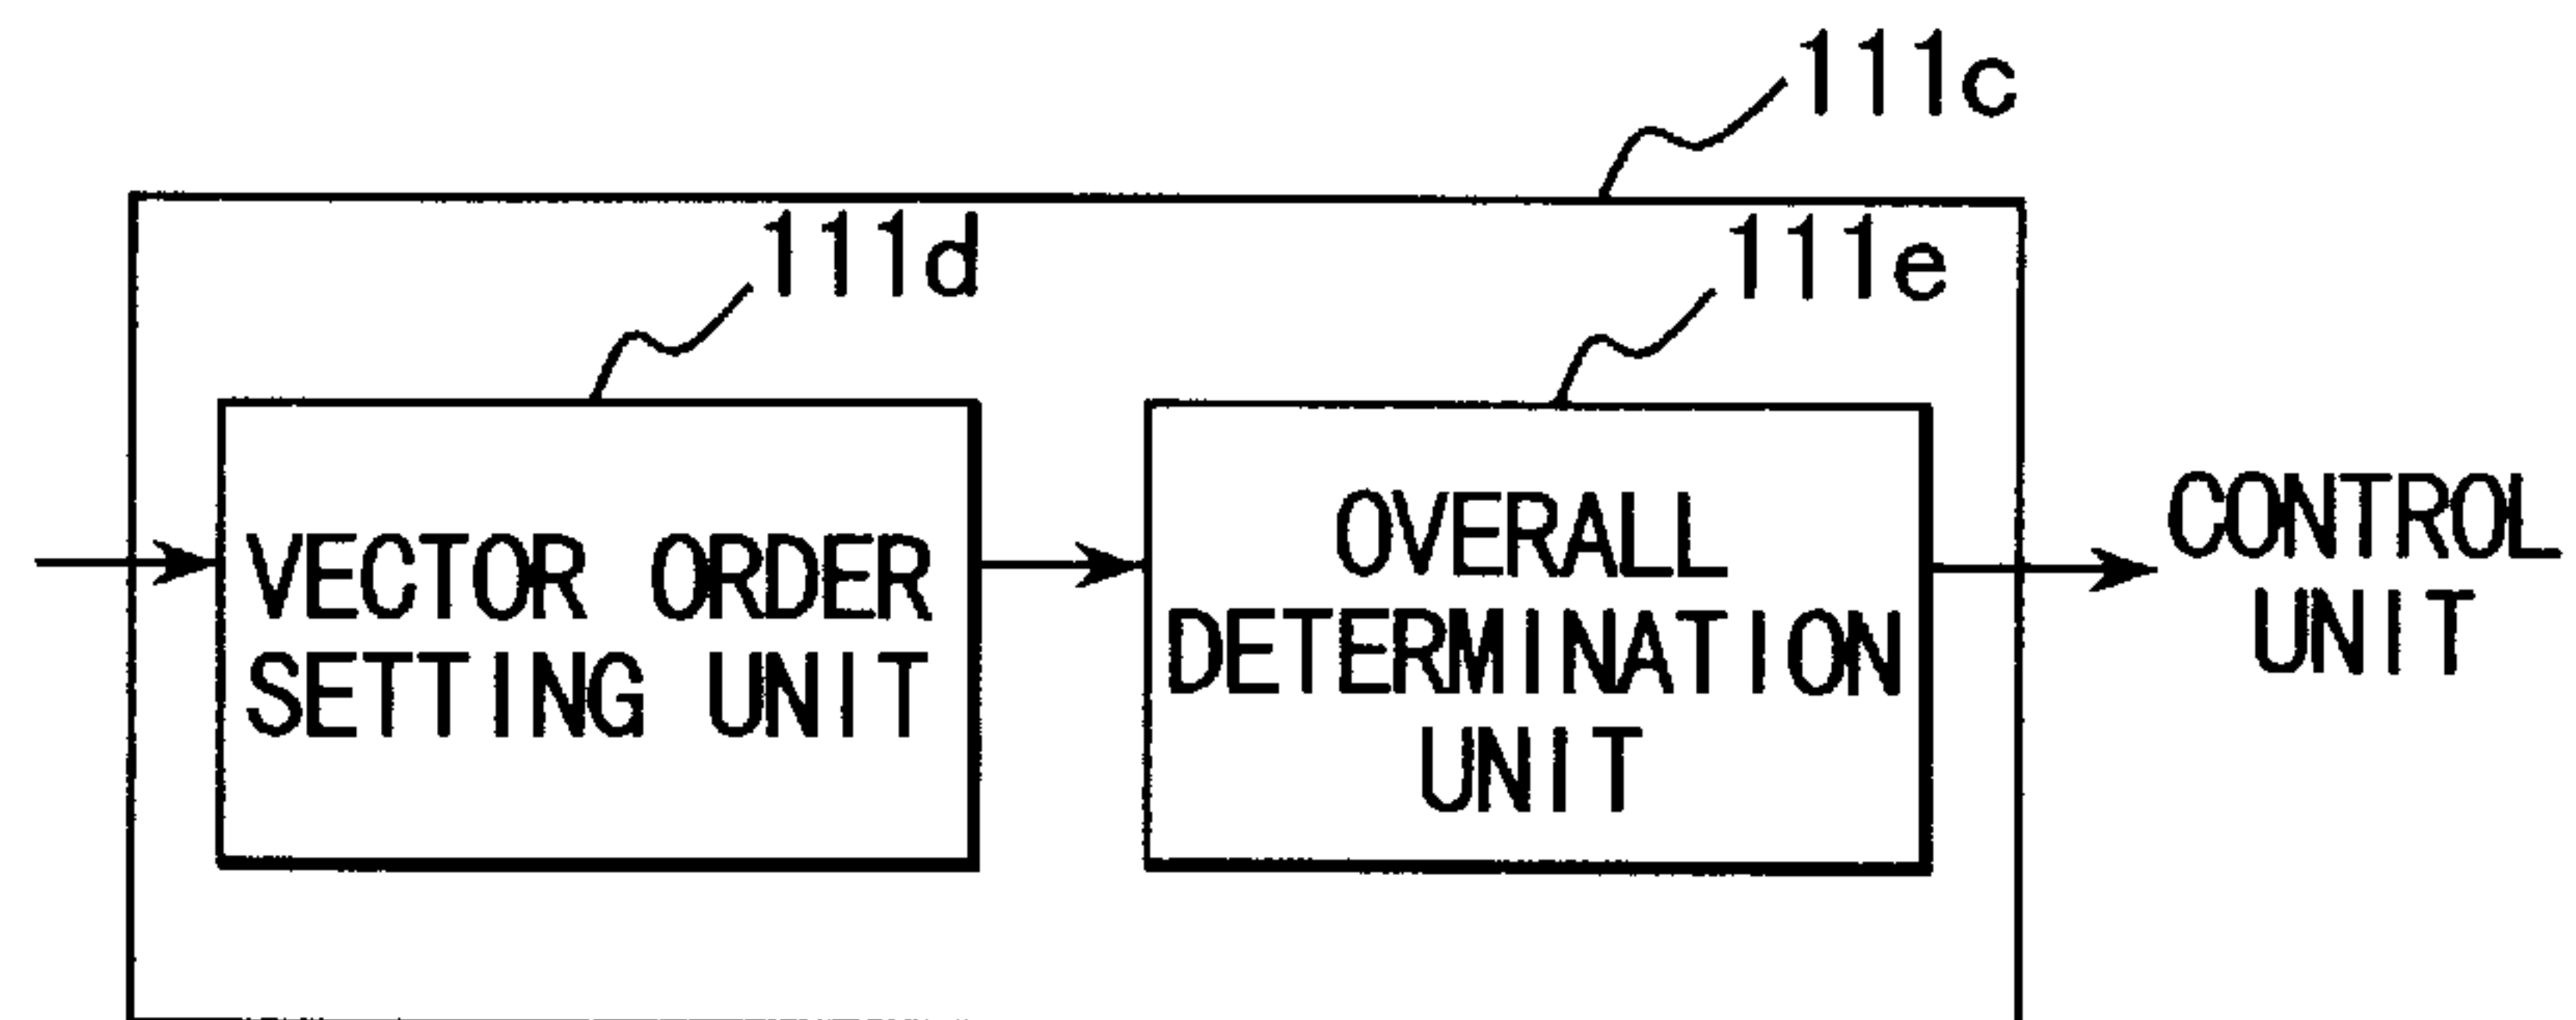 111c
111d
111e
VECTOR ORDER
SETTING UNIT
OVERALL
DETERMINATION
UNIT
CONTROL
UNIT